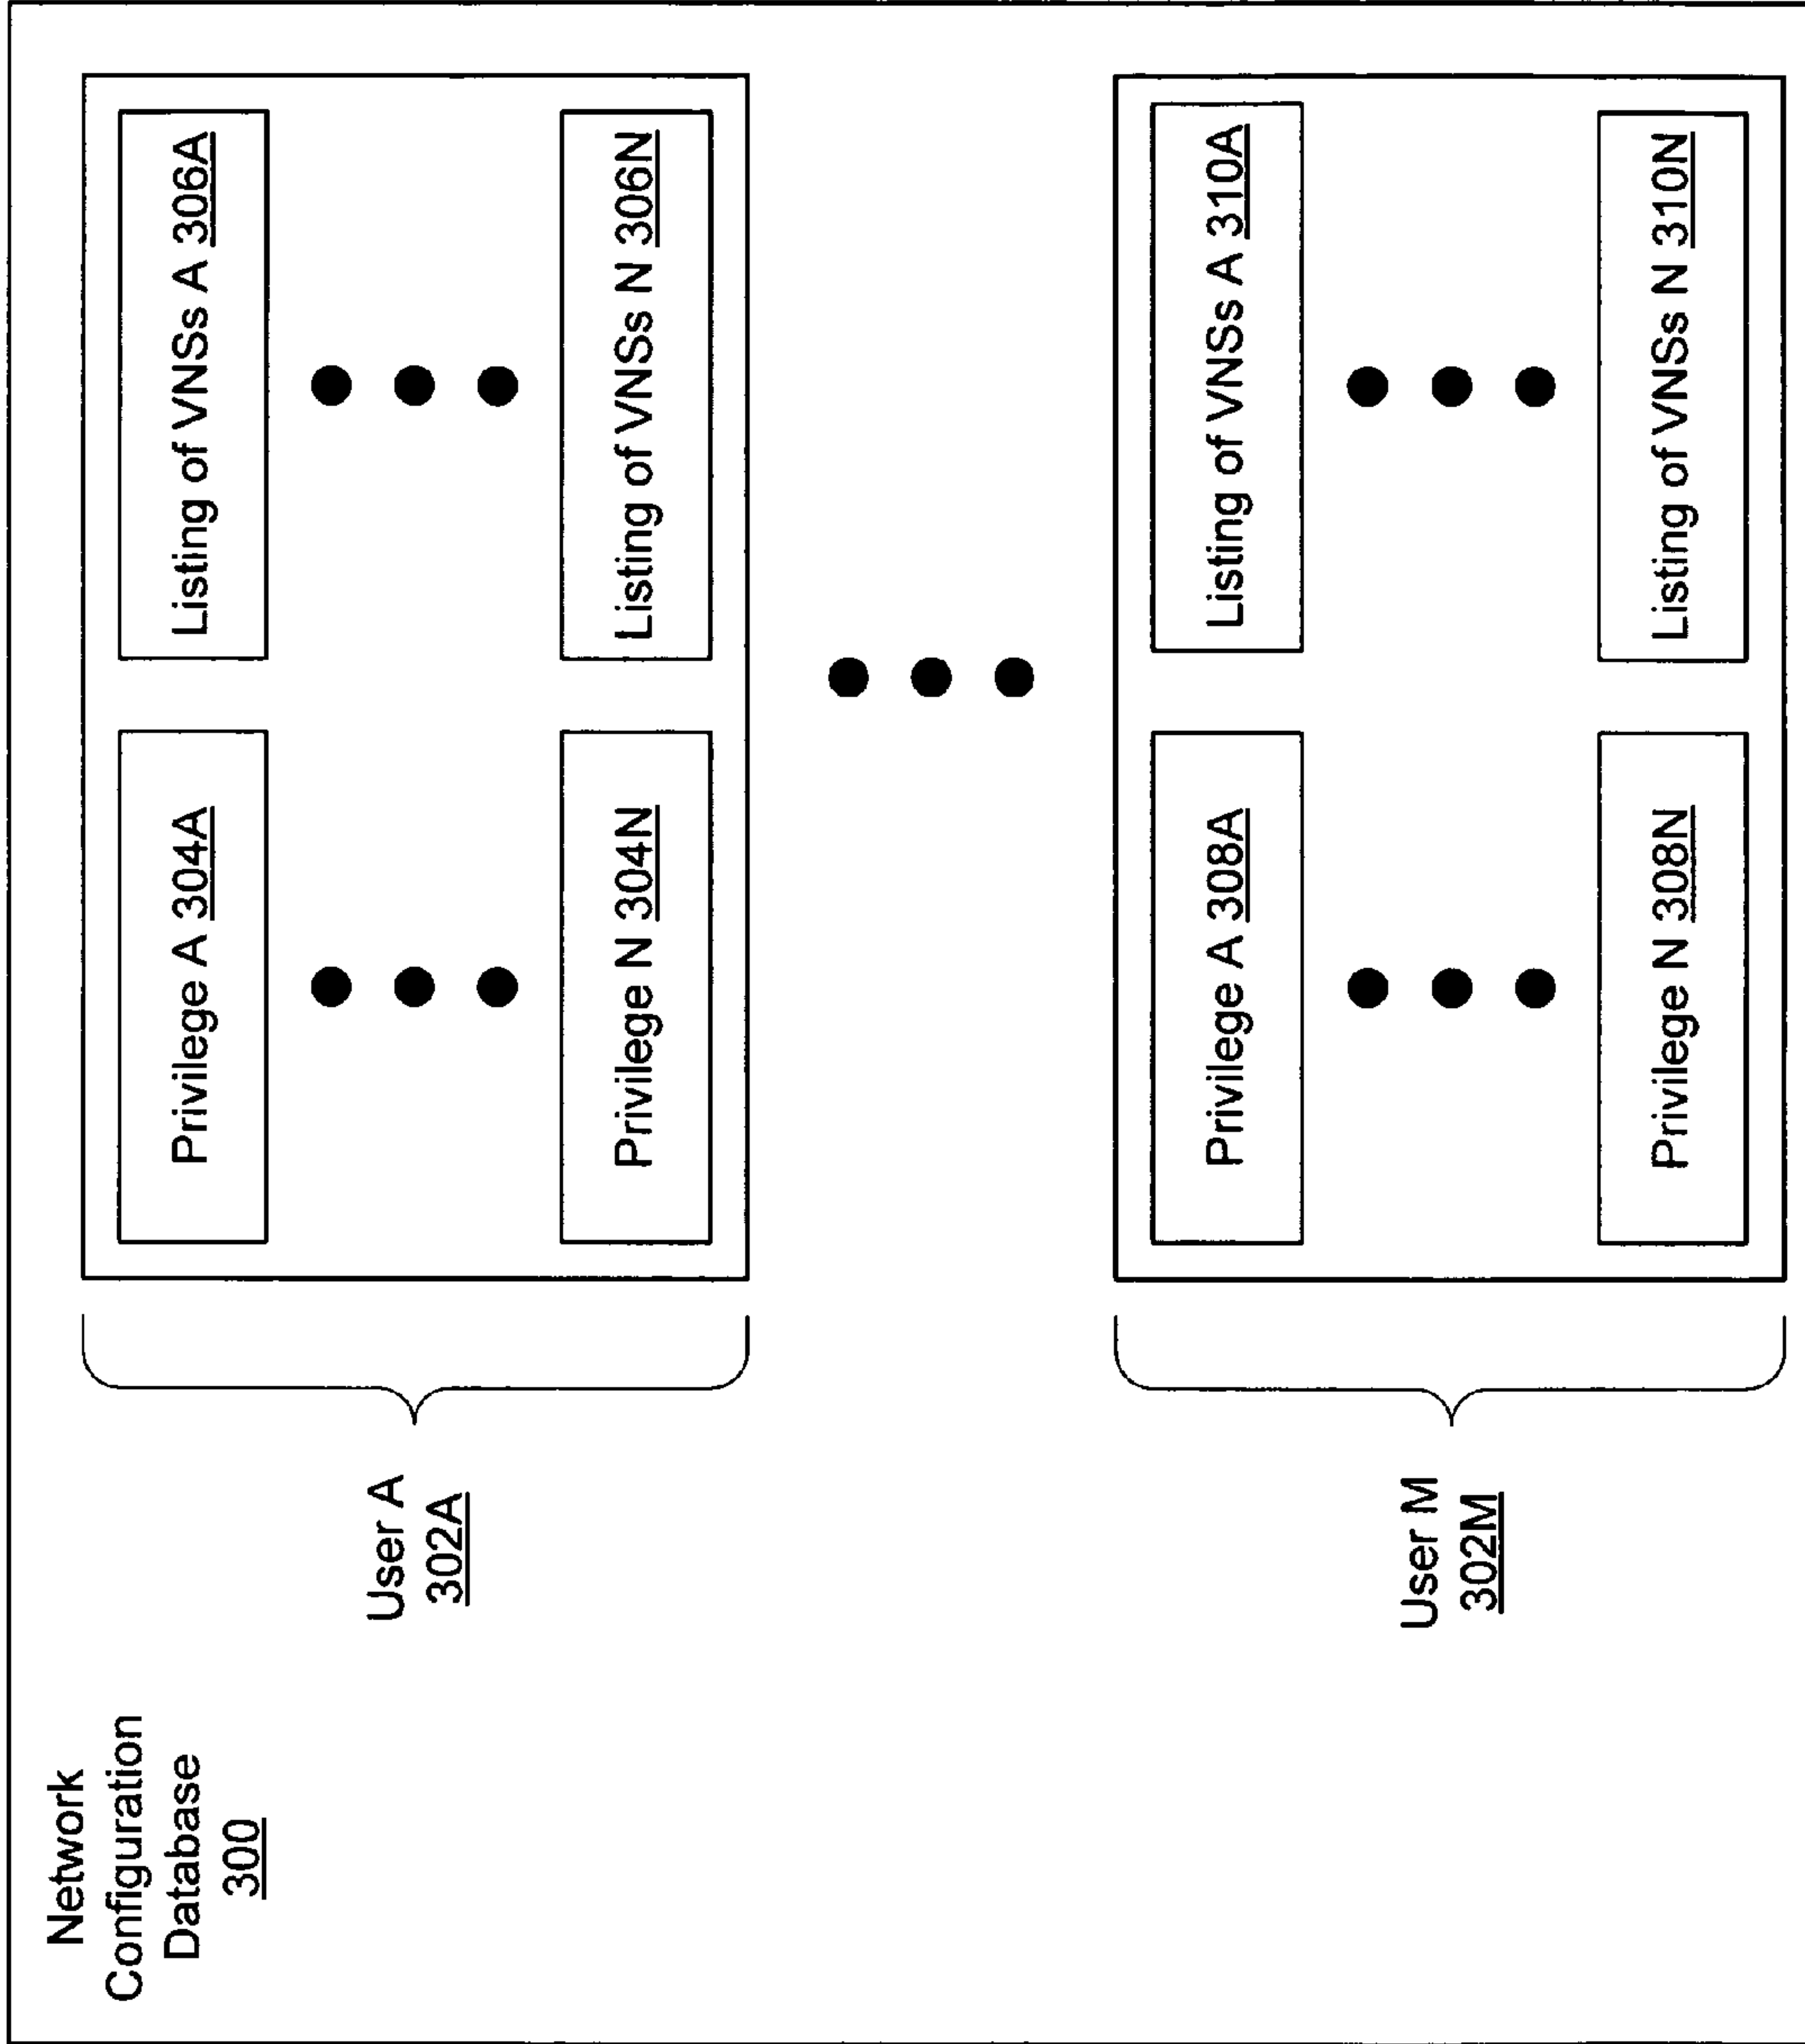 Network
Configuration
Database
300
User A
302A
Privilege A 304A
Listing of VNSs A 306A
Privilege N 304N
Listing of VNSs N 306N
User M
302M
Privilege A 308A
Listing of VNSs A 310A
Privilege N 308N
Listing of VNSs N 310N